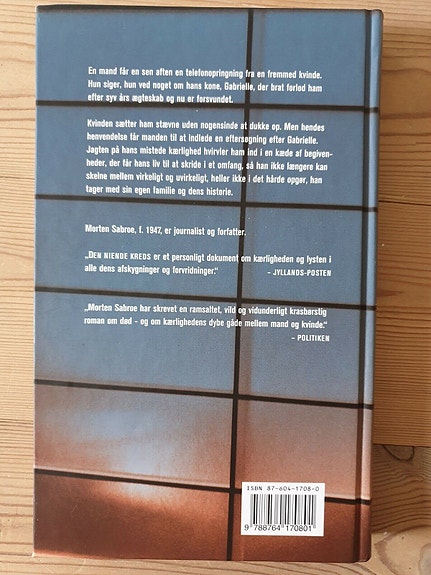 En mand får en sen aften en telefonopringning fra en fremmed kvinde.
Hun siger, hun ved noget om hans kone, Gabrielle, der brat forlod ham
efter syv års ægteskab og nu er forsvundet.
Kvinden sætter ham stævne uden nogensinde at dukke op. Men hendes
henvendelse får manden til at indlede en eftersøgning efter Gabrielle.
Jagten på hans mistede kærlighed hvirvler ham ind i en kæde af begiven-
heder, der får hans liv til at skride i et omfang, så han ikke længere kan
skelne mellem virkeligt og uvirkeligt, heller ikke i det hårde opgør, han
tager med sin egen familie og dens historie.
Morten Sabroe, f. 1947, er journalist og forfatter.
„DEN NIENDE KREDS er et personligt dokument om kærligheden og lysten i
alle dens afskygninger og forvridninger."
- JYLLANDS-POSTEN
„Morten Sabroe har skrevet en ramsaltet, vild og vidunderligt krasbørstig
roman om død - og om kærlighedens dybe gåde mellem mand og kvinde."
- POLITIKEN
ISBN 87-604-1708-0
9 788764 170801